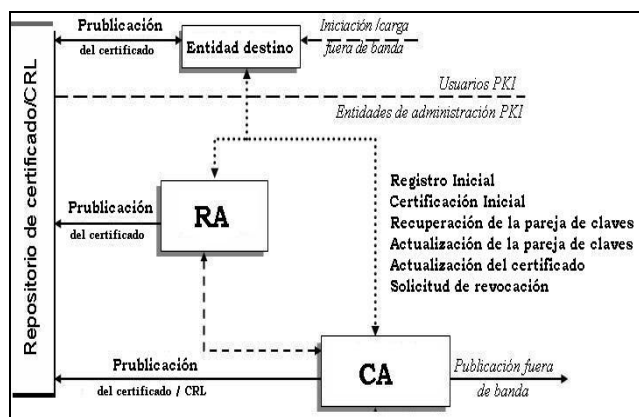 Repositorio de certificado/CRL
Prublicación
del certificado
Entidad destino
Iniciación /carga
fuera de banda
Usuarios PKI
Entidades de administración PKI
Prublicación
del certificado
RA
Registro Inicial
Certificación Inicial
Recuperación de la pareja de claves
Actualización de la pareja de claves
Actualización del certificado
Solicitud de revocación
Prublicación
del certificado / CRL
CA
Publicación fuera
de banda